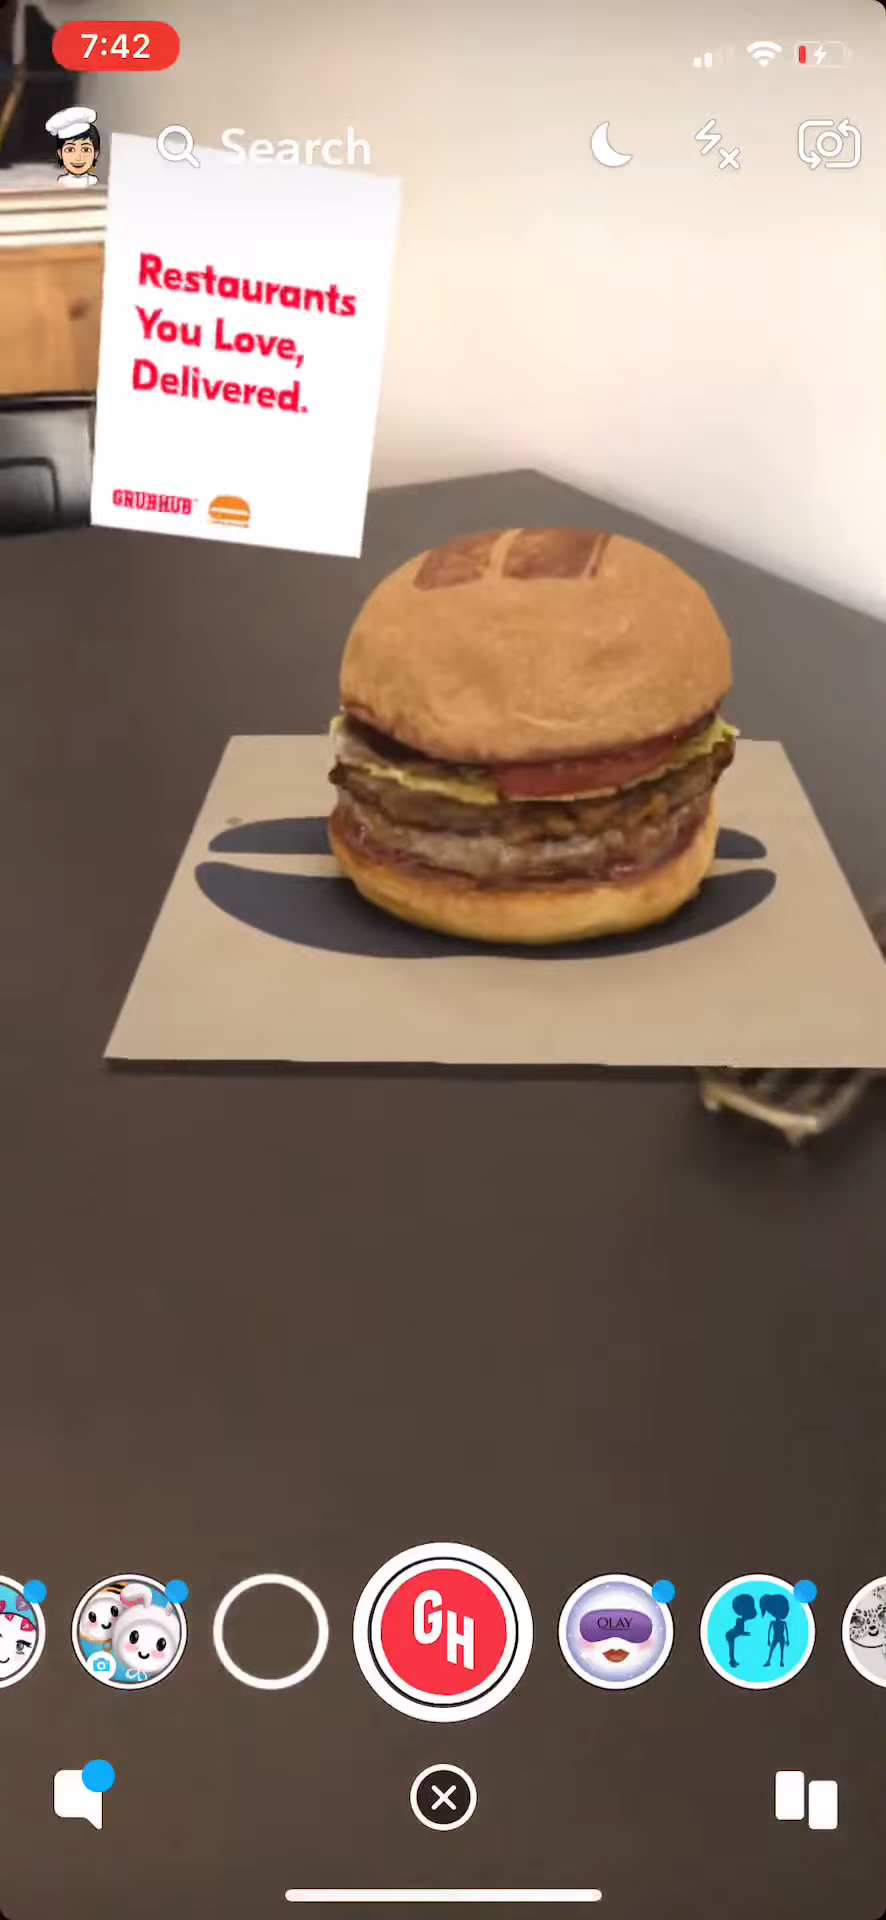 7:42
Search
Restaurants
You Love,
Delivered.
GRUBHUB
GH
OLAY